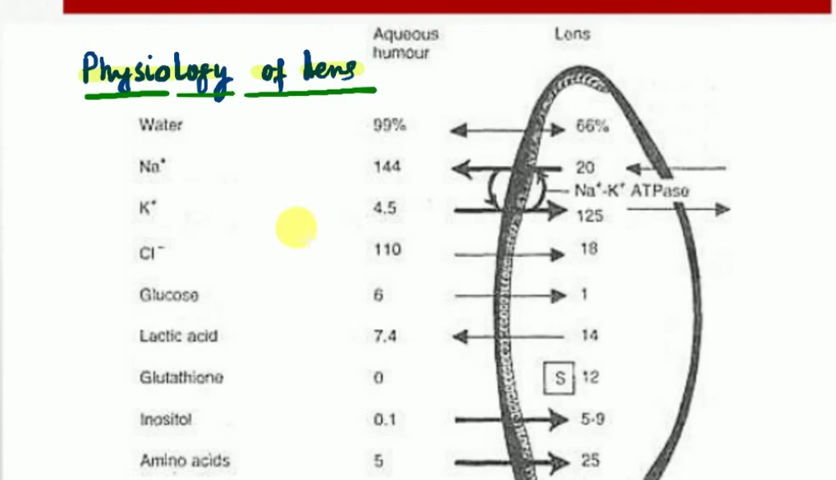 Aqueous humour Lens
Physiology of lens
Water 99% 66%
Na⁺ 144 20
Na⁺-K⁺ ATPase
K⁺ 4.5 125
Cl⁻ 110 18
Glucose 6 1
Lactic acid 7.4 14
Glutathione 0 S 12
Inositol 0.1 5-9
Amino acids 5 25